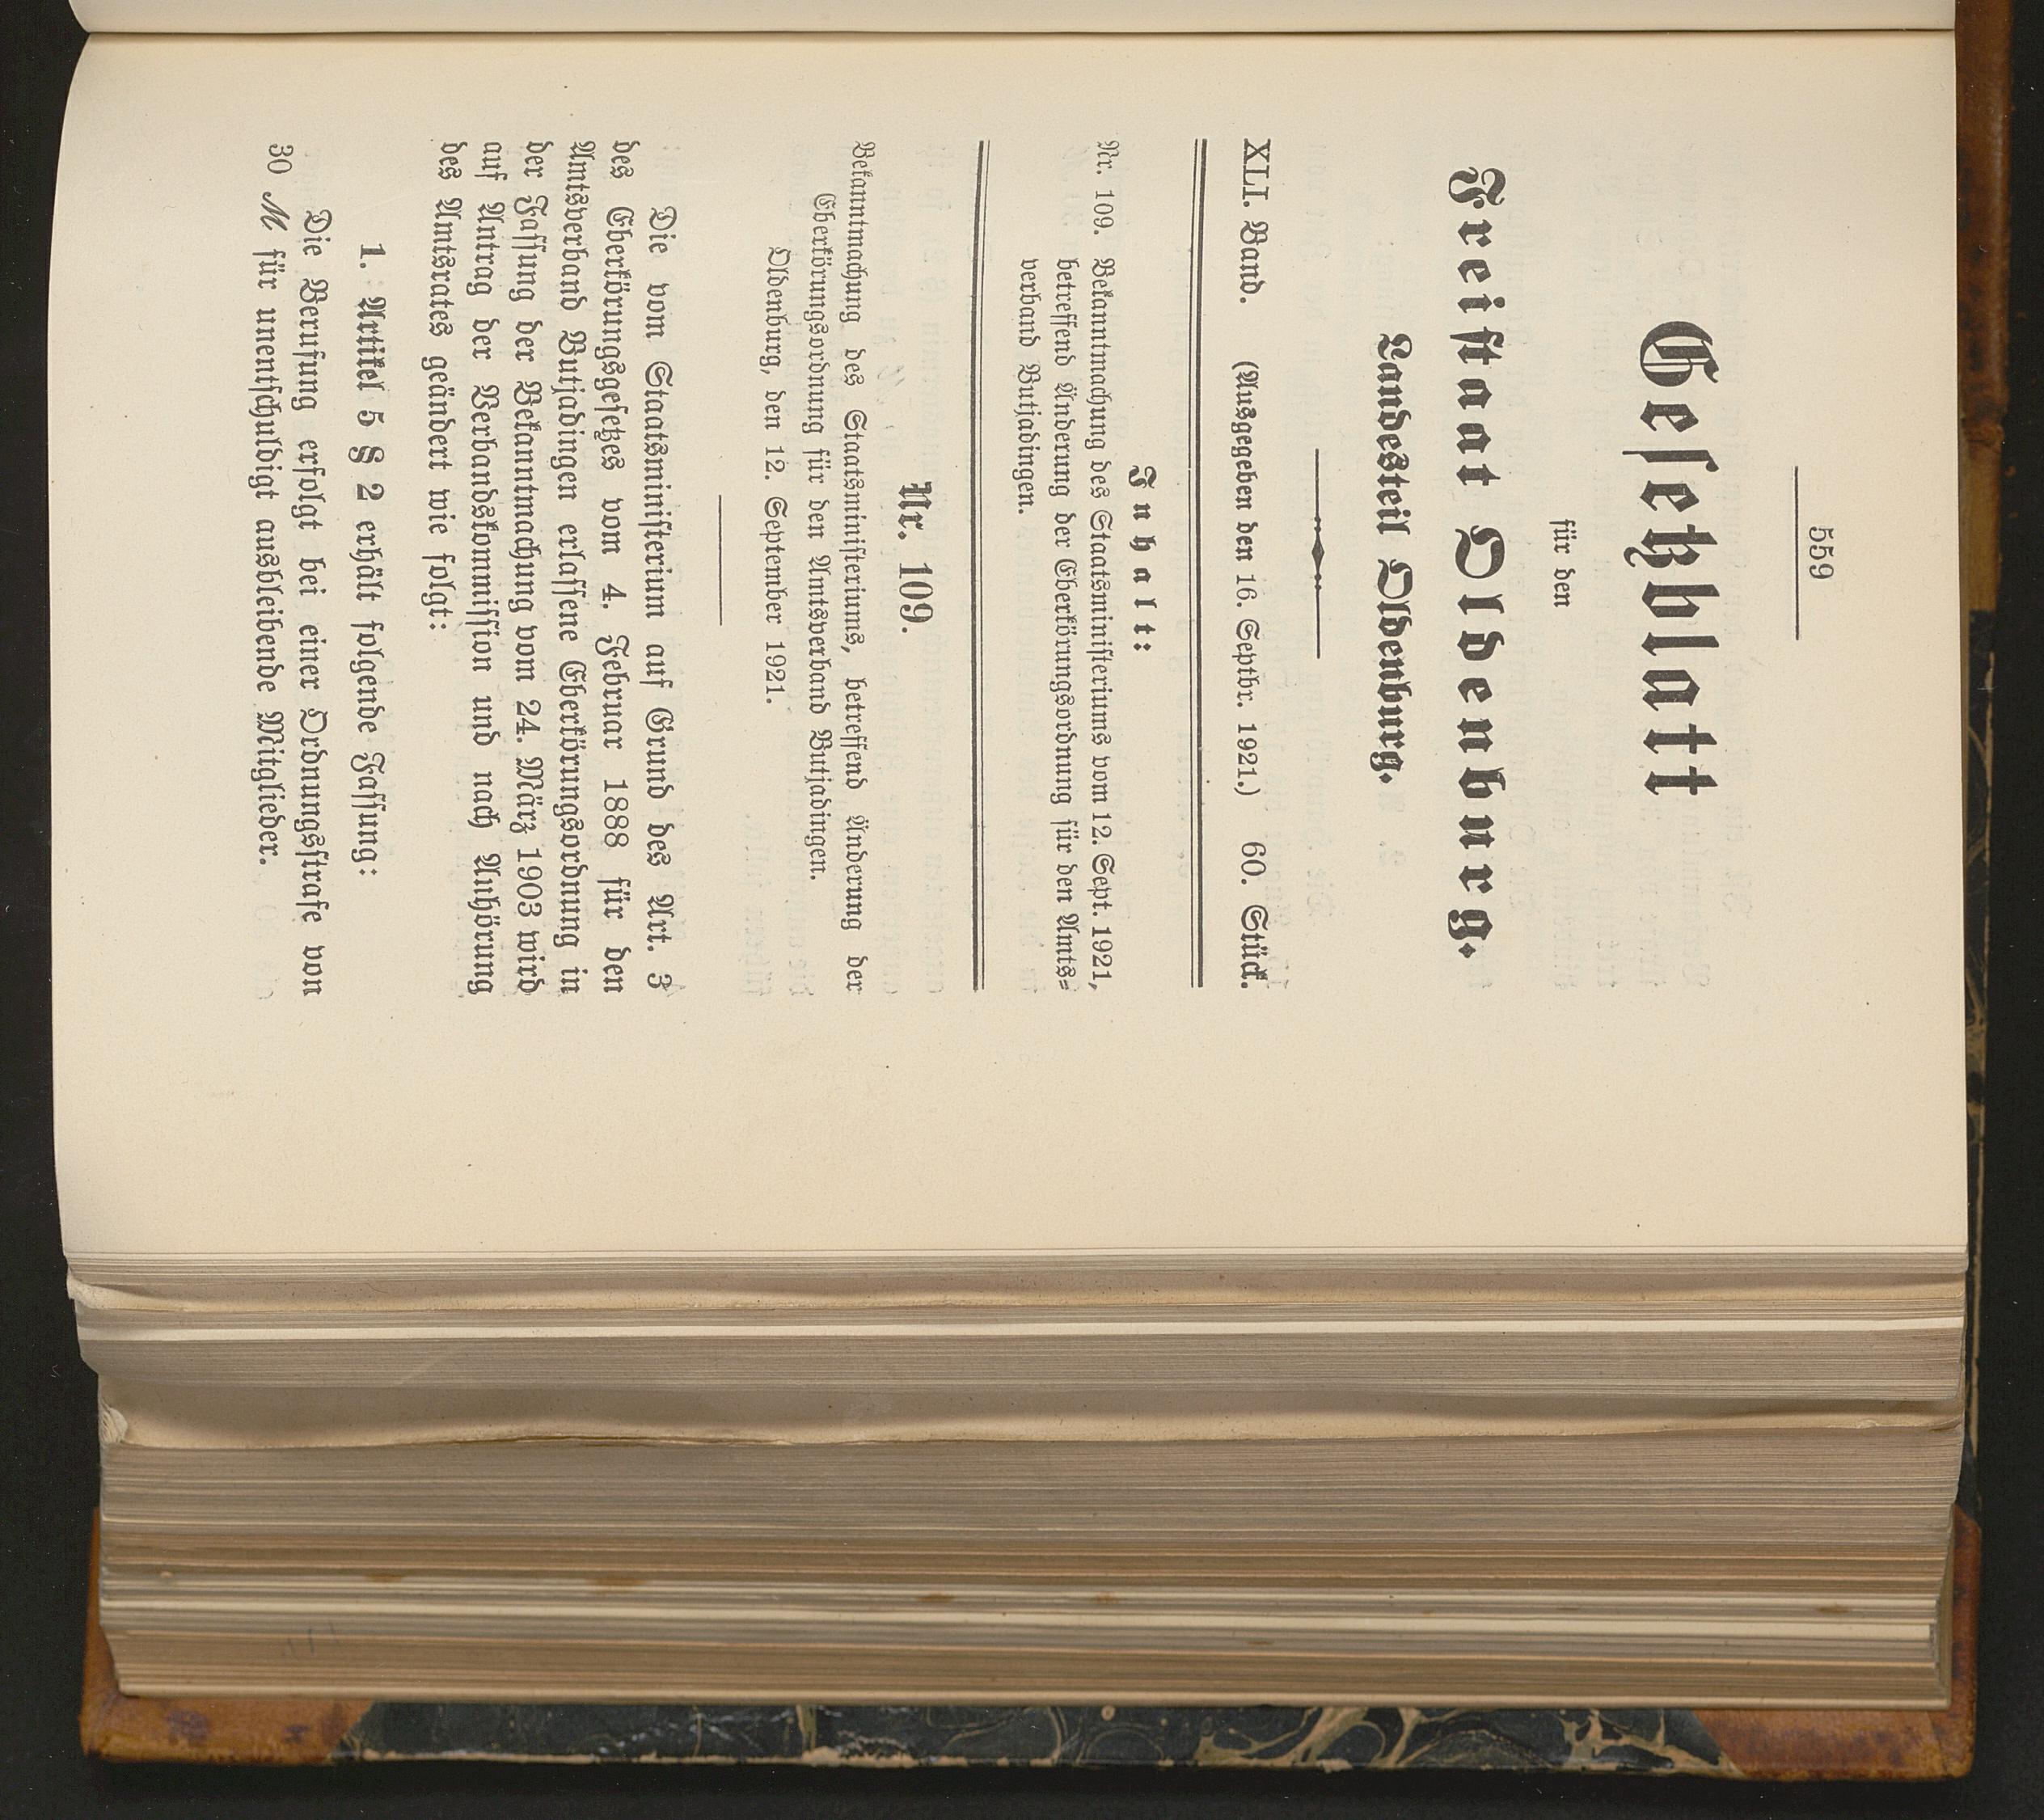 559
Gesetzblatt
für den
Freistaat Oldenburg.
Landesteil Oldenburg.
XLI. Band. (Ausgegeben den 16. Septbr. 1921.) 60. Stück.
Inhalt:
Nr. 109. Bekanntmachung des Staatsministeriums vom 12. Sept. 1921,
betreffend Änderung der Eberkörungsordnung für den Amts-
verband Butjadingen.
Nr. 109.
Bekanntmachung des Staatsministeriums, betreffend Änderung der
Eberkörungsordnung für den Amtsverband Butjadingen.
Oldenburg, den 12. September 1921.
Die vom Staatsministerium auf Grund des Art. 3
des Eberkörungsgesetzes vom 4. Februar 1888 für den
Amtsverband Butjadingen erlassene Eberkörungsordnung in
der Fassung der Bekanntmachung vom 24. März 1903 wird
auf Antrag der Verbandskommission und nach Anhörung
des Amtsrates geändert wie folgt:
1. Artikel 5 § 2 erhält folgende Fassung:
Die Berufung erfolgt bei einer Ordnungsstrafe von
30 M für unentschuldigt ausbleibende Mitglieder.